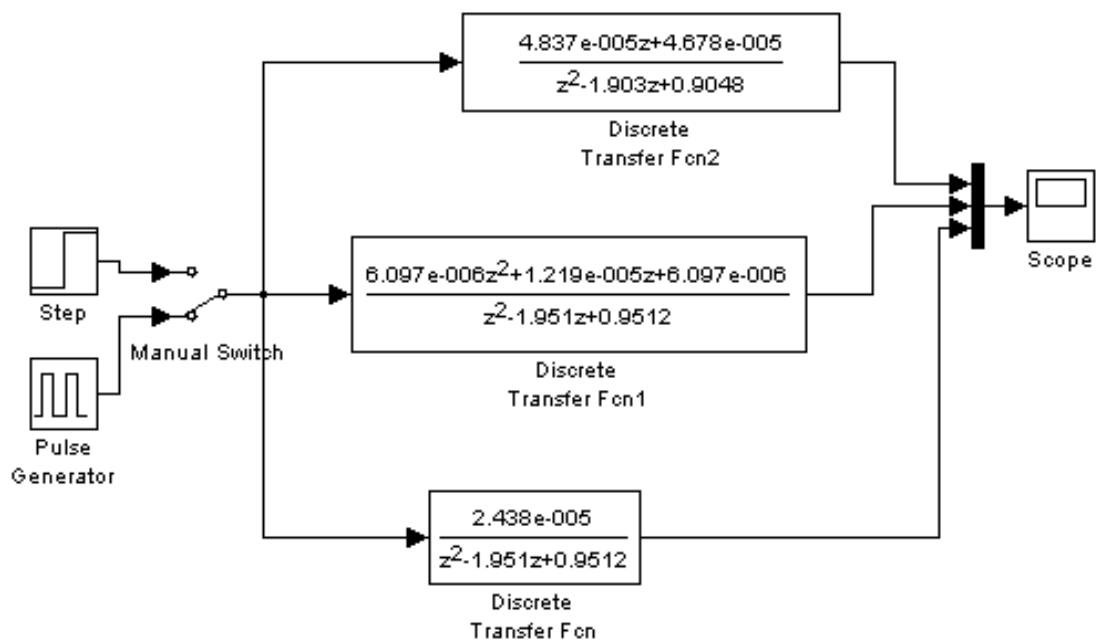 4.837e-005z+4.678e-005
z2-1.903z+0.9048
Discrete
Transfer Fcn2
Step
Manual Switch
6.097e-006z2+1.219e-005z+6.097e-006
z2-1.951z+0.9512
Discrete
Transfer Fcn1
Scope
Pulse
Generator
2.438e-005
z2-1.951z+0.9512
Discrete
Transfer Fcn